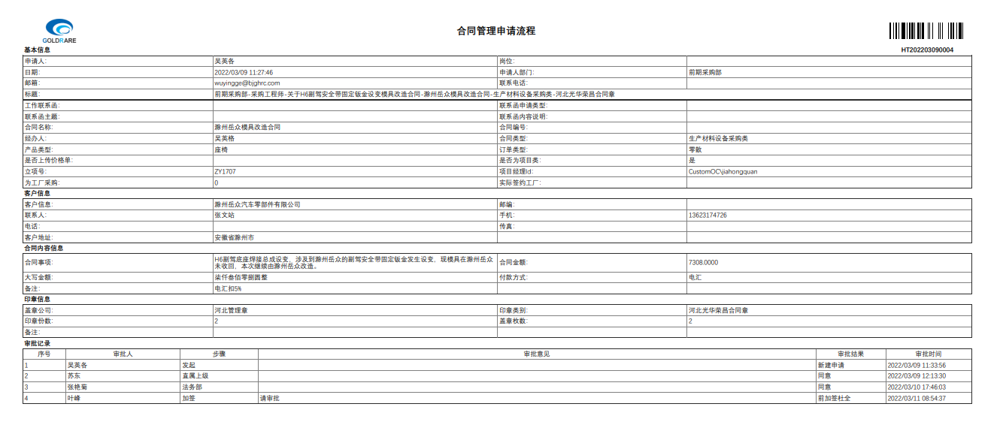 GOLDRARE
合同管理申请流程
基本信息 HT202203090004
申请人: 吴英各 岗位:
日期: 2022/03/09 11:27:46 申请人部门: 前期采购部
邮箱: wuyingge@bjghrc.com 联系电话:
标题: 前期采购部-采购工程师-关于H6副驾安全带固定钣金设变模具改造合同-滁州岳众模具改造合同-生产材料设备采购类-河北光华荣昌合同章
工作联系函: 联系函申请类型:
联系函主题: 联系函内容说明:
合同名称: 滁州岳众模具改造合同 合同编号:
经办人: 吴英格 合同类型: 生产材料设备采购类
产品类型: 座椅 订单类型: 零散
是否上传价格单: 是否为项目类: 是
立项号: ZY1707 项目经理Id: CustomOC\jiahongquan
为工厂采购: 0 实际签约工厂:
客户信息
客户信息: 滁州岳众汽车零部件有限公司 邮编:
联系人: 张文站 手机: 13623174726
电话: 传真:
客户地址: 安徽省滁州市
合同内容信息
合同事项: H6副驾底座焊接总成设变，涉及到滁州岳众的副驾安全带固定钣金发生设变，现模具在滁州岳众 合同金额: 7308.0000
未收回，本次继续由滁州岳众改造。
大写金额: 柒仟叁佰零捌圆整 付款方式: 电汇
备注: 电汇扣5%
印章信息
盖章公司: 河北管理章 印章类别: 河北光华荣昌合同章
印章份数: 2 盖章枚数: 2
备注:
审批记录
序号 审批人 步骤 审批意见 审批结果 审批时间
1 吴英各 发起 新建申请 2022/03/09 11:33:56
2 苏东 直属上级 同意 2022/03/09 12:13:30
3 张艳菊 法务部 同意 2022/03/10 17:46:03
4 叶峰 加签 请审批 前加签杜全 2022/03/11 08:54:37